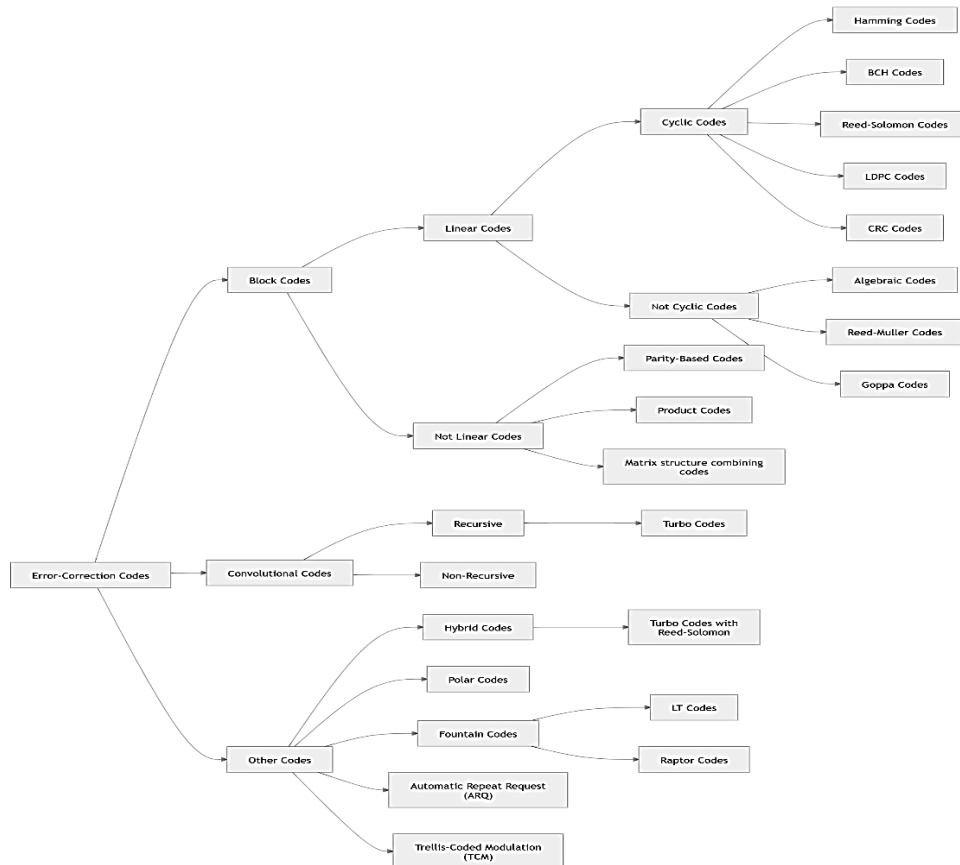 Hamming Codes
BCH Codes
Cyclic Codes
Reed-Solomon Codes
LDPC Codes
Linear Codes
CRC Codes
Block Codes
Algebraic Codes
Not Cyclic Codes
Reed-Muller Codes
Parity-Based Codes
Goppa Codes
Product Codes
Not Linear Codes
Matrix structure combining
codes
Recursive
Turbo Codes
Error-Correction Codes
Convolutional Codes
Non-Recursive
Hybrid Codes
Turbo Codes with
Reed-Solomon
Polar Codes
LT Codes
Fountain Codes
Other Codes
Raptor Codes
Automatic Repeat Request
(ARQ)
Trellis-Coded Modulation
(TCM)